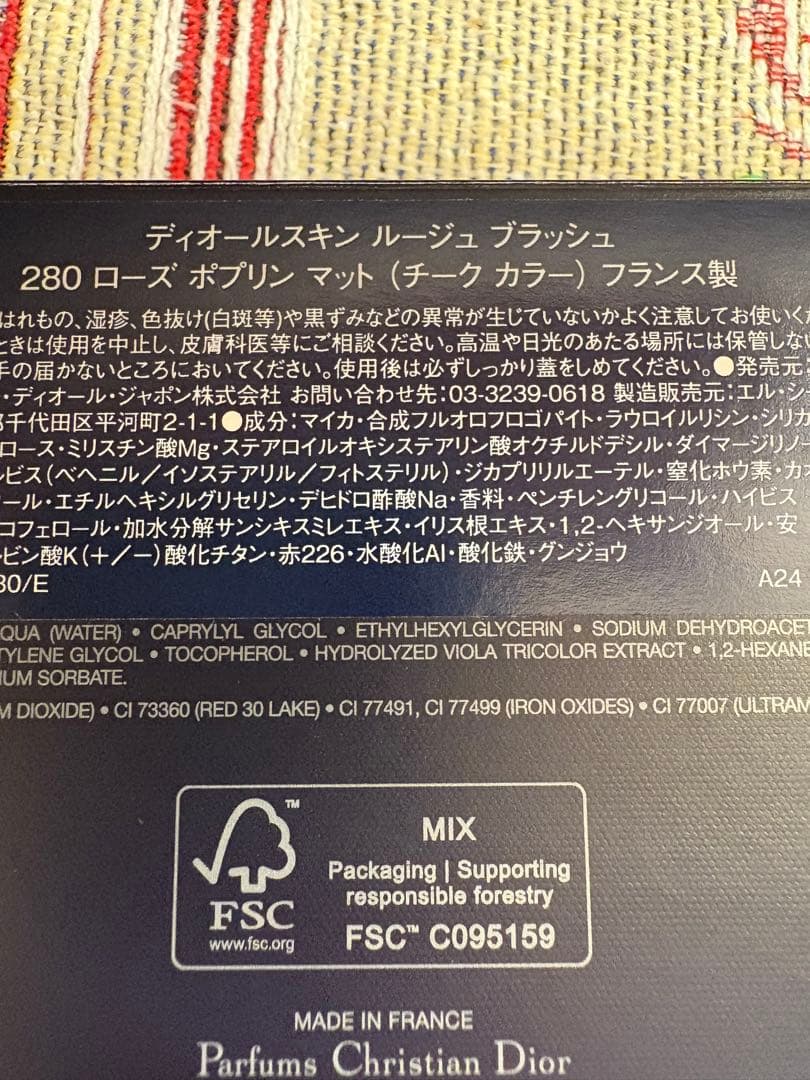 ディオールスキン ルージュ ブラッシュ
280 ローズ ポプリン マット (チーク カラー) フランス製
はれもの、湿疹、色抜け(白斑等)や黒ずみなどの異常が生じていないかよく注意してお使いく
ときは使用を中止し、皮膚科医等にご相談ください。高温や日光のあたる場所には保管しない
手の届かないところにおいてください。使用後は必ずしっかり蓋をしめてください。●発売元:
・ディオール・ジャポン株式会社 お問い合わせ先:03-3239-0618 製造販売元:エル・シ
千代田区平河町2-1-1●成分:マイカ・合成フルオロフロゴパイト・ラウロイルリシン・シリカ
ロース・ミリスチン酸Mg・ステアロイルオキシステアリン酸オクチルドデシル・ダイマージリノ
ビス(ベヘニル/イソステアリル/フィトステリル)・ジカプリリルエーテル・窒化ホウ素・カ
ール・エチルヘキシルグリセリン・デヒドロ酢酸Na・香料・ペンチレングリコール・ハイビス
コフェロール・加水分解サンシキスミレエキス・イリス根エキス・1,2-ヘキサンジオール・安
ビン酸K(+/-)酸化チタン・赤226・水酸化Al・酸化鉄・グンジョウ
30/E A24
QUA (WATER) • CAPRYLYL GLYCOL • ETHYLHEXYLGLYCERIN • SODIUM DEHYDROACET
TYLENE GLYCOL • TOCOPHEROL • HYDROLYZED VIOLA TRICOLOR EXTRACT • 1,2-HEXANE
IUM SORBATE.
M DIOXIDE) • CI 73360 (RED 30 LAKE) • CI 77491, CI 77499 (IRON OXIDES) • CI 77007 (ULTRAM
MIX
Packaging | Supporting
responsible forestry
FSC™ C095159
™
FSC
www.fsc.org
MADE IN FRANCE
Parfums Christian Dior